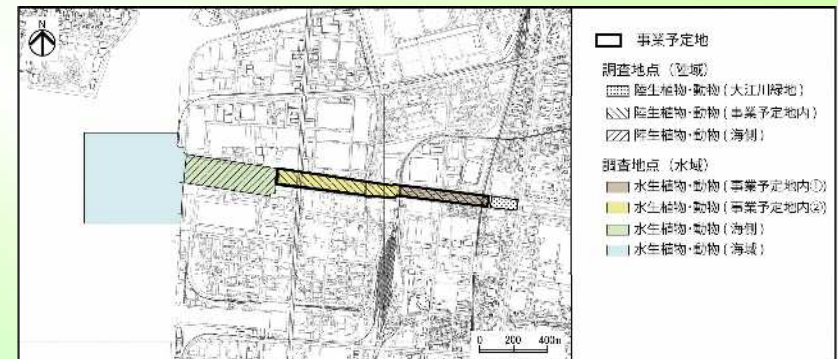 N
事業予定地
調査地点（陸域）
陸生植物・動物（大江川緑地）
陸生植物・動物（事業予定地内）
陸生植物・動物（海側）
調査地点（水域）
水生植物・動物（事業予定地内①）
水生植物・動物（事業予定地内②）
水生植物・動物（海側）
水生植物・動物（海域）
0 200 400m